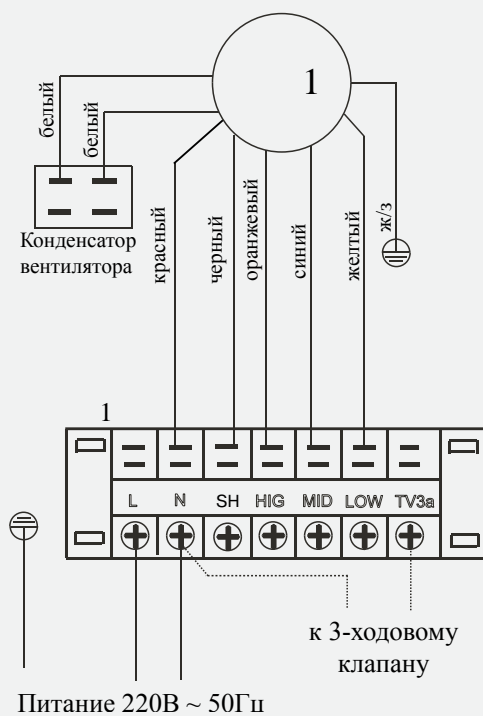 1
белый
белый
Конденсатор
вентилятора
красный
черный
оранжевый
синий
желтый
ж/з
1
L N SH HIG MID LOW TV3a
к 3-ходовому
клапану
Питание 220В ~ 50Гц